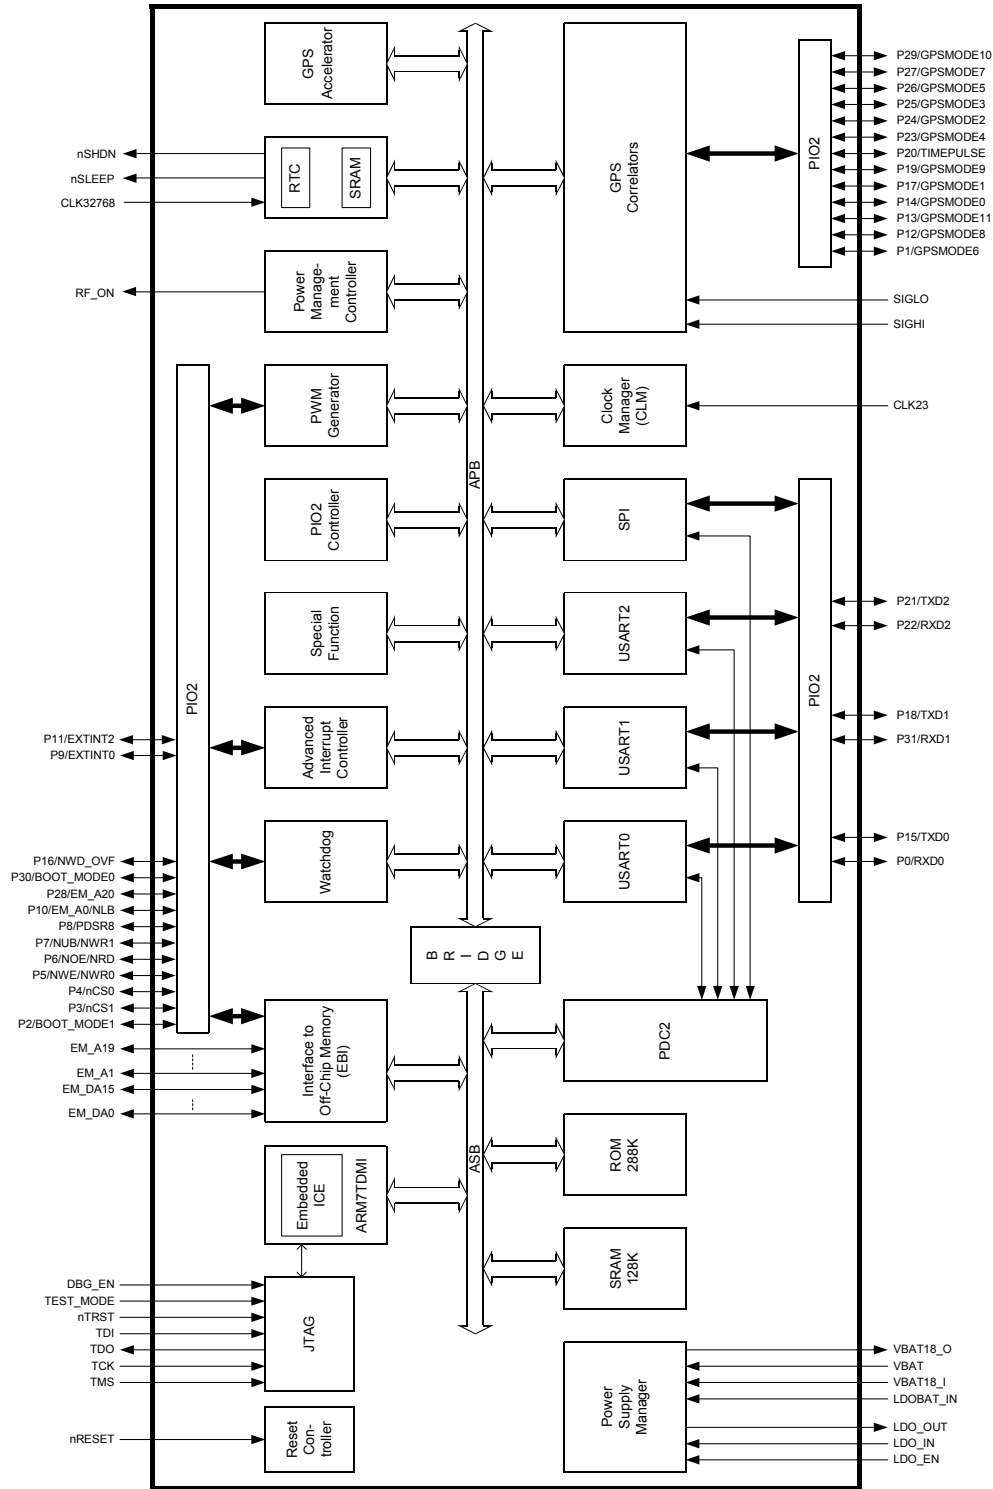 nSHDN
nSLEEP
CLK32768
RF_ON
P11/EXTINT2
P9/EXTINT0
P16/NWD_OVF
P30/BOOT_MODE0
P28/EM_A20
P10/EM_A0/NLB
P8/PDSR8
P7/NUB/NWR1
P6/NOE/NRD
P5/NWE/NWR0
P4/nCS0
P3/nCS1
P2/BOOT_MODE1
EM_A19
EM_A1
EM_DA15
EM_DA0
DBG_EN
TEST_MODE
nTRST
TDI
TDO
TCK
TMS
nRESET
PIO2
GPS
Accelerator
RTC
SRAM
Power
Manage-
ment
Controller
PWM
Generator
PIO2
Controller
Special
Function
Advanced
Interrupt
Controller
Watchdog
Interface to
Off-Chip Memory
(EBI)
Embedded
ICE
ARM7TDMI
JTAG
Reset
Con-
troller
APB
BRIDGE
ASB
GPS
Correlators
Clock
Manager
(CLM)
SPI
USART2
USART1
USART0
PDC2
ROM
288K
SRAM
128K
Power
Supply
Manager
PIO2
PIO2
P29/GPSMODE10
P27/GPSMODE7
P26/GPSMODE5
P25/GPSMODE3
P24/GPSMODE2
P23/GPSMODE4
P20/TIMEPULSE
P19/GPSMODE9
P17/GPSMODE1
P14/GPSMODE0
P13/GPSMODE11
P12/GPSMODE8
P1/GPSMODE6
SIGLO
SIGHI
CLK23
P21/TXD2
P22/RXD2
P18/TXD1
P31/RXD1
P15/TXD0
P0/RXD0
VBAT18_O
VBAT
VBAT18_I
LDOBAT_IN
LDO_OUT
LDO_IN
LDO_EN